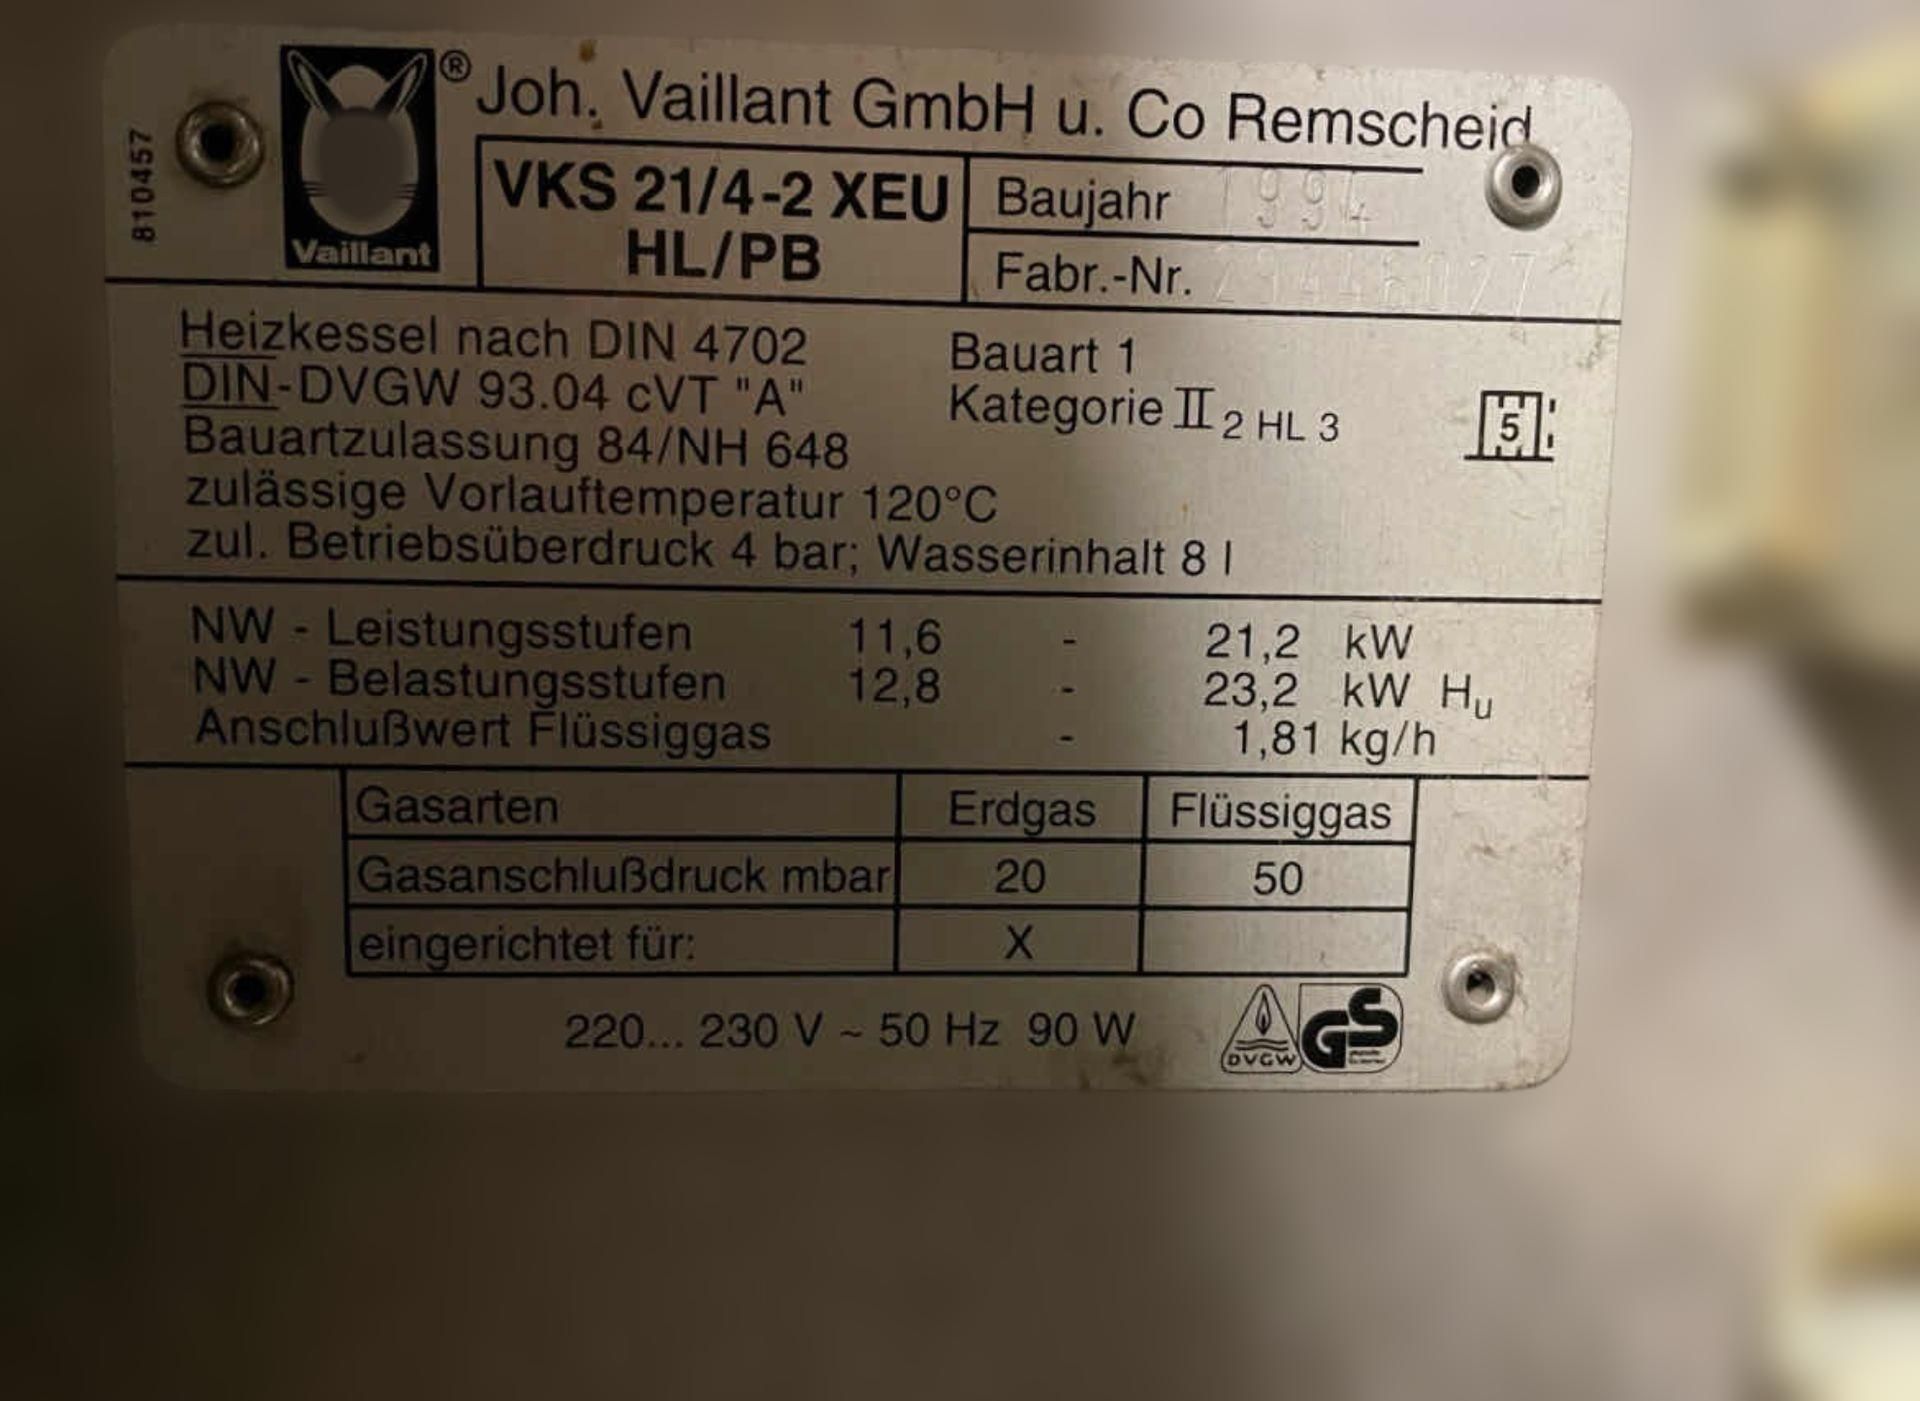 810457
Vaillant
® Joh. Vaillant GmbH u. Co Remscheid
VKS 21/4-2 XEU
HL/PB
Baujahr 1994
Fabr.-Nr.
Heizkessel nach DIN 4702
DIN-DVGW 93.04 cVT "A"
Bauartzulassung 84/NH 648
zulässige Vorlauftemperatur 120°C
zul. Betriebsüberdruck 4 bar; Wasserinhalt 8 l
Bauart 1
Kategorie II 2 HL 3
5
NW - Leistungsstufen 11,6 - 21,2 kW
NW - Belastungsstufen 12,8 - 23,2 kW Hu
Anschlußwert Flüssiggas - 1,81 kg/h
Gasarten Erdgas Flüssiggas
Gasanschlußdruck mbar 20 50
eingerichtet für: X
220... 230 V ~ 50 Hz 90 W
DVGW
GS